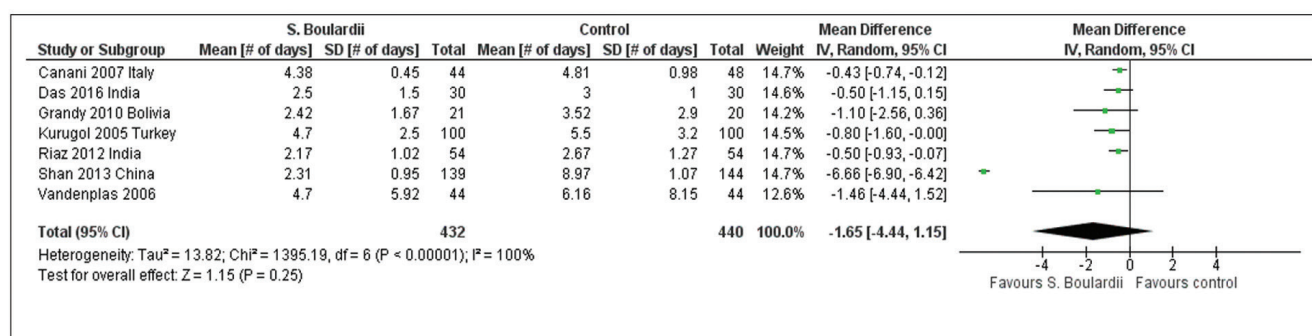 S. Boulardii Control Mean Difference Mean Difference
Study or Subgroup Mean [# of days] SD [# of days] Total Mean [# of days] SD [# of days] Total Weight IV, Random, 95% CI IV, Random, 95% CI
Canani 2007 Italy 4.38 0.45 44 4.81 0.98 48 14.7% -0.43 [-0.74, -0.12]
Das 2016 India 2.5 1.5 30 3 1 30 14.6% -0.50 [-1.15, 0.15]
Grandy 2010 Bolivia 2.42 1.67 21 3.52 2.9 20 14.2% -1.10 [-2.56, 0.36]
Kurugol 2005 Turkey 4.7 2.5 100 5.5 3.2 100 14.5% -0.80 [-1.60, -0.00]
Riaz 2012 India 2.17 1.02 54 2.67 1.27 54 14.7% -0.50 [-0.93, -0.07]
Shan 2013 China 2.31 0.95 139 8.97 1.07 144 14.7% -6.66 [-6.90, -6.42]
Vandenplas 2006 4.7 5.92 44 6.16 8.15 44 12.6% -1.46 [-4.44, 1.52]
Total (95% CI) 432 440 100.0% -1.65 [-4.44, 1.15]
Heterogeneity: Tau² = 13.82; Chi² = 1395.19, df = 6 (P < 0.00001); I² = 100%
Test for overall effect: Z = 1.15 (P = 0.25)
-4 -2 0 2 4
Favours S. Boulardii Favours control